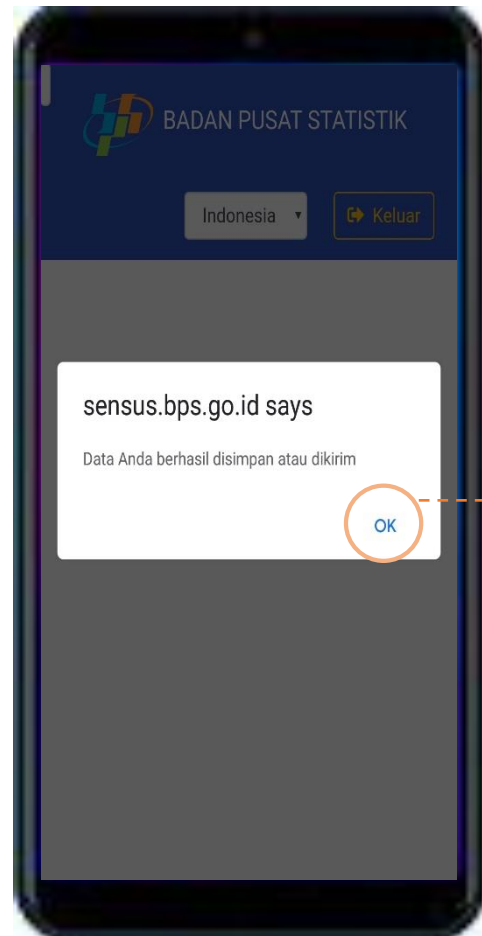 BADAN PUSAT STATISTIK
Indonesia
Keluar
sensus.bps.go.id says
Data Anda berhasil disimpan atau dikirim
OK